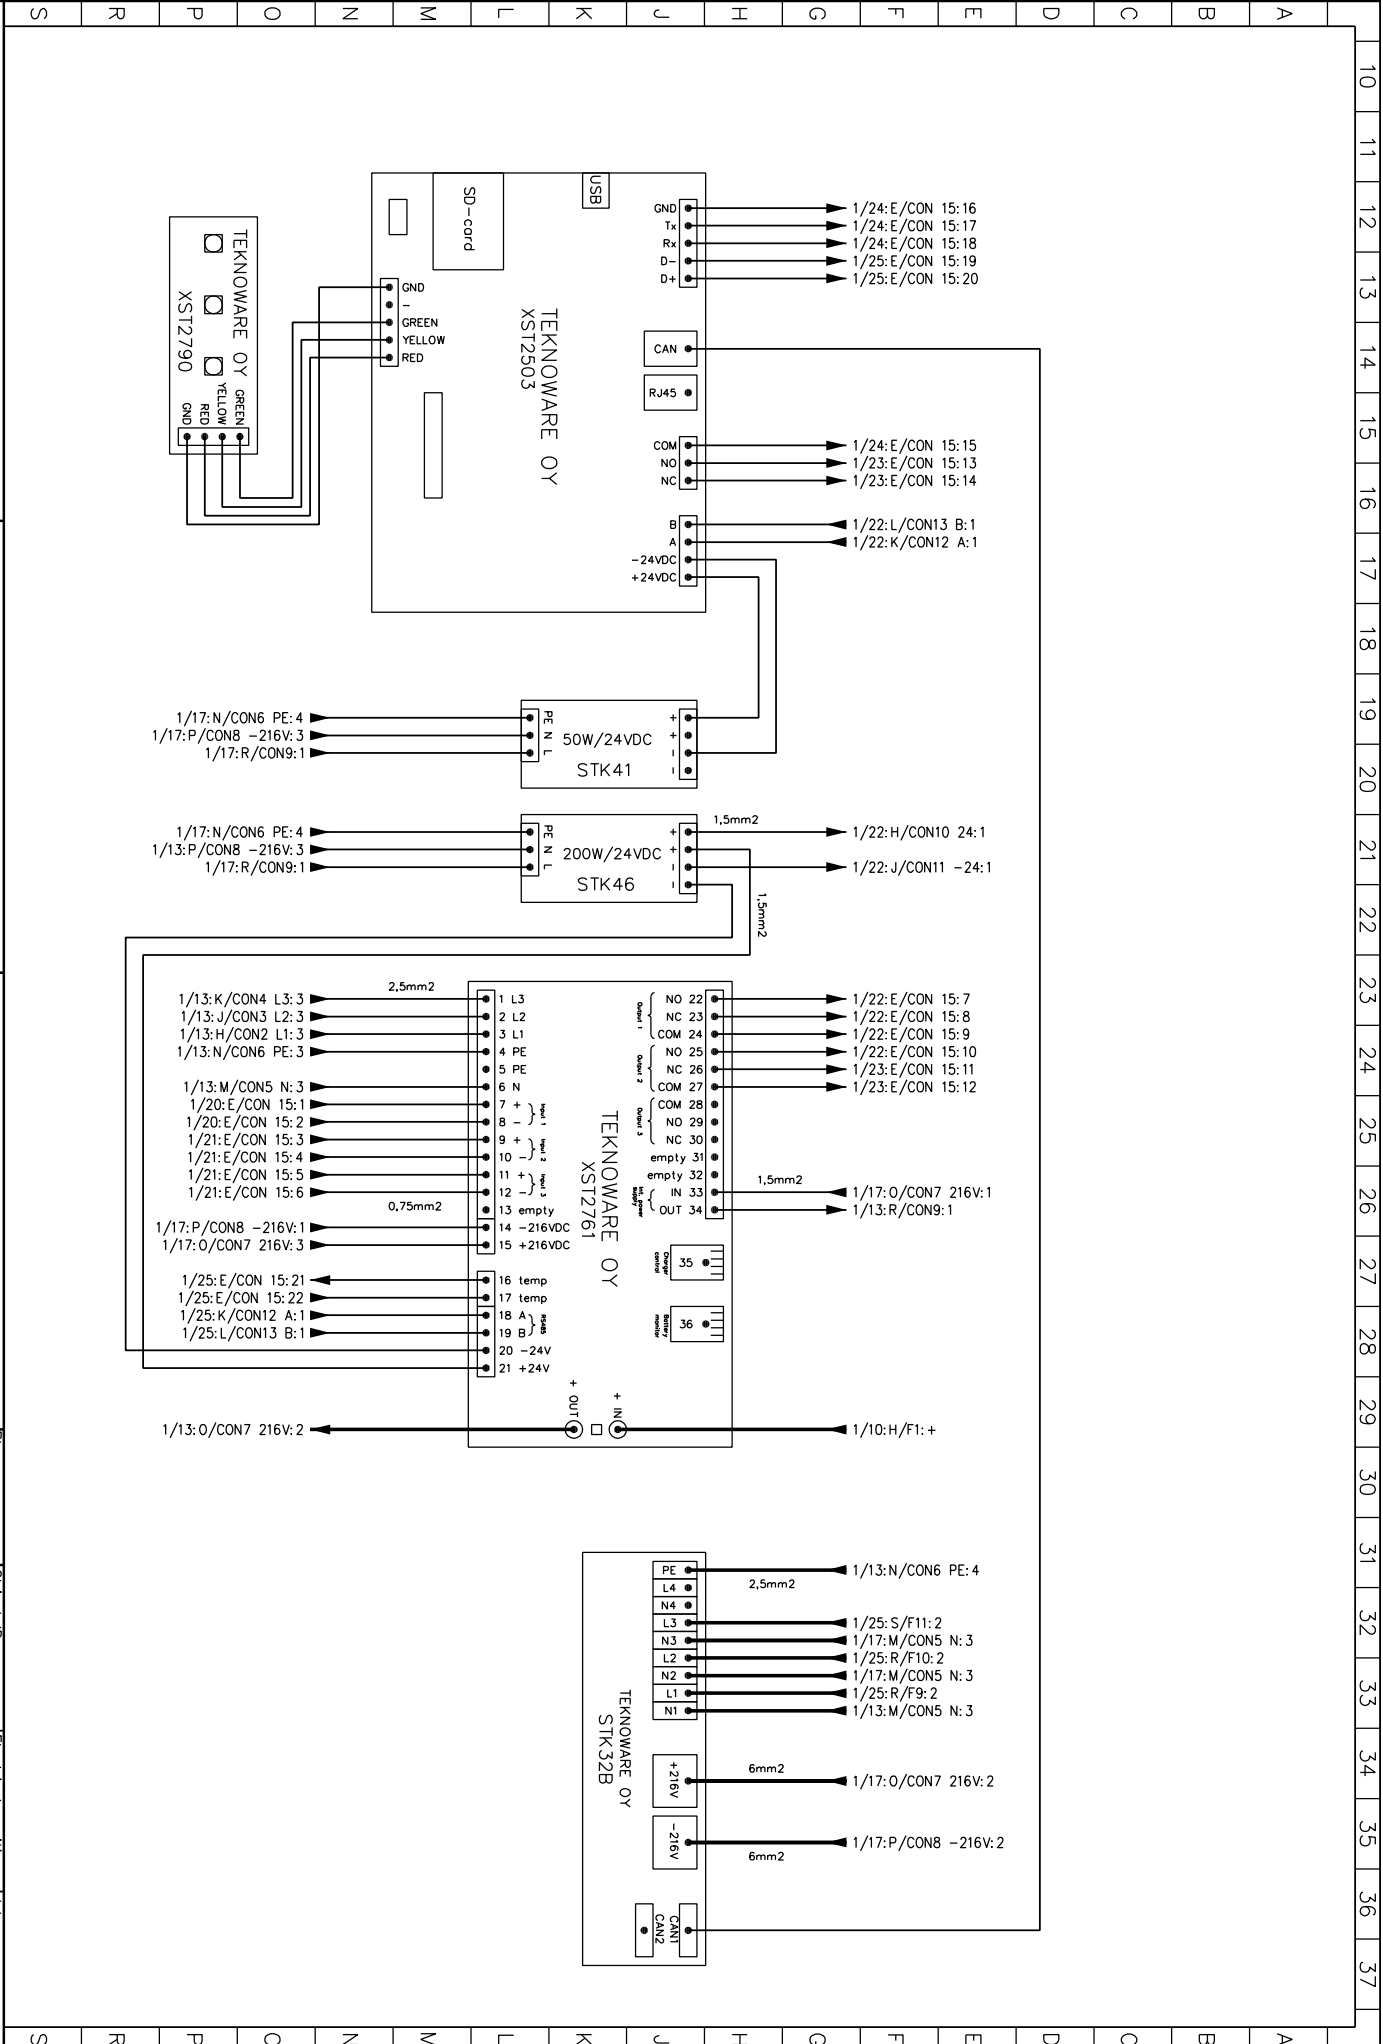 S R P O N M L K J H G F E D C B A
10
11
12
13
14
15
16
17
18
19
20
21
22
23
24
25
26
27
28
29
30
31
32
33
34
35
36
37
USB
SD-card
TEKNOWARE OY
XST2503
GND 1/24:E/CON 15:16
Tx 1/24:E/CON 15:17
Rx 1/24:E/CON 15:18
D- 1/25:E/CON 15:19
D+ 1/25:E/CON 15:20
CAN
RJ45
COM 1/24:E/CON 15:15
NO 1/23:E/CON 15:13
NC 1/23:E/CON 15:14
B 1/22:L/CON13 B:1
A 1/22:K/CON12 A:1
-24VDC
+24VDC
GND
-
GREEN
YELLOW
RED
TEKNOWARE OY
XST2790
GREEN
YELLOW
RED
GND
1/17:N/CON6 PE:4 PE
1/17:P/CON8 -216V:3 N
1/17:R/CON9:1 L
50W/24VDC
STK41
+
+
-
-
1/17:N/CON6 PE:4 PE
1/13:P/CON8 -216V:3 N
1/17:R/CON9:1 L
200W/24VDC
STK46
+ 1,5mm2 1/22:H/CON10 24:1
+
- 1/22:J/CON11 -24:1
-
1,5mm2
2,5mm2
1/13:K/CON4 L3:3 1 L3
1/13:J/CON3 L2:3 2 L2
1/13:H/CON2 L1:3 3 L1
1/13:N/CON6 PE:3 4 PE
5 PE
1/13:M/CON5 N:3 6 N
1/20:E/CON 15:1 7 +
1/20:E/CON 15:2 8 -
Input 1
1/21:E/CON 15:3 9 +
1/21:E/CON 15:4 10 -
Input 2
1/21:E/CON 15:5 11 +
1/21:E/CON 15:6 12 -
Input 3
0,75mm2 13 empty
1/17:P/CON8 -216V:1 14 -216VDC
1/17:O/CON7 216V:3 15 +216VDC
1/25:E/CON 15:21 16 temp
1/25:E/CON 15:22 17 temp
1/25:K/CON12 A:1 18 A
1/25:L/CON13 B:1 19 B
RS485
20 -24V
21 +24V
TEKNOWARE OY
XST2761
NO 22 1/22:E/CON 15:7
NC 23 1/22:E/CON 15:8
COM 24 1/22:E/CON 15:9
Output 1
NO 25 1/22:E/CON 15:10
NC 26 1/23:E/CON 15:11
COM 27 1/23:E/CON 15:12
Output 2
COM 28
NO 29
NC 30
Output 3
empty 31
empty 32
1,5mm2
IN 33 1/17:O/CON7 216V:1
OUT 34 1/13:R/CON9:1
Int. power
supply
35
Charger
control
36
Battery
monitor
1/13:O/CON7 216V:2
+ OUT
+ IN
1/10:H/F1:+
TEKNOWARE OY
STK32B
PE 1/13:N/CON6 PE:4
2,5mm2
L4
N4
L3 1/25:S/F11:2
N3 1/17:M/CON5 N:3
L2 1/25:R/F10:2
N2 1/17:M/CON5 N:3
L1 1/25:R/F9:2
N1 1/13:M/CON5 N:3
+216V 6mm2 1/17:O/CON7 216V:2
-216V 6mm2 1/17:P/CON8 -216V:2
CAN1
CAN2
S R P O N M L K J H G F E D C B A